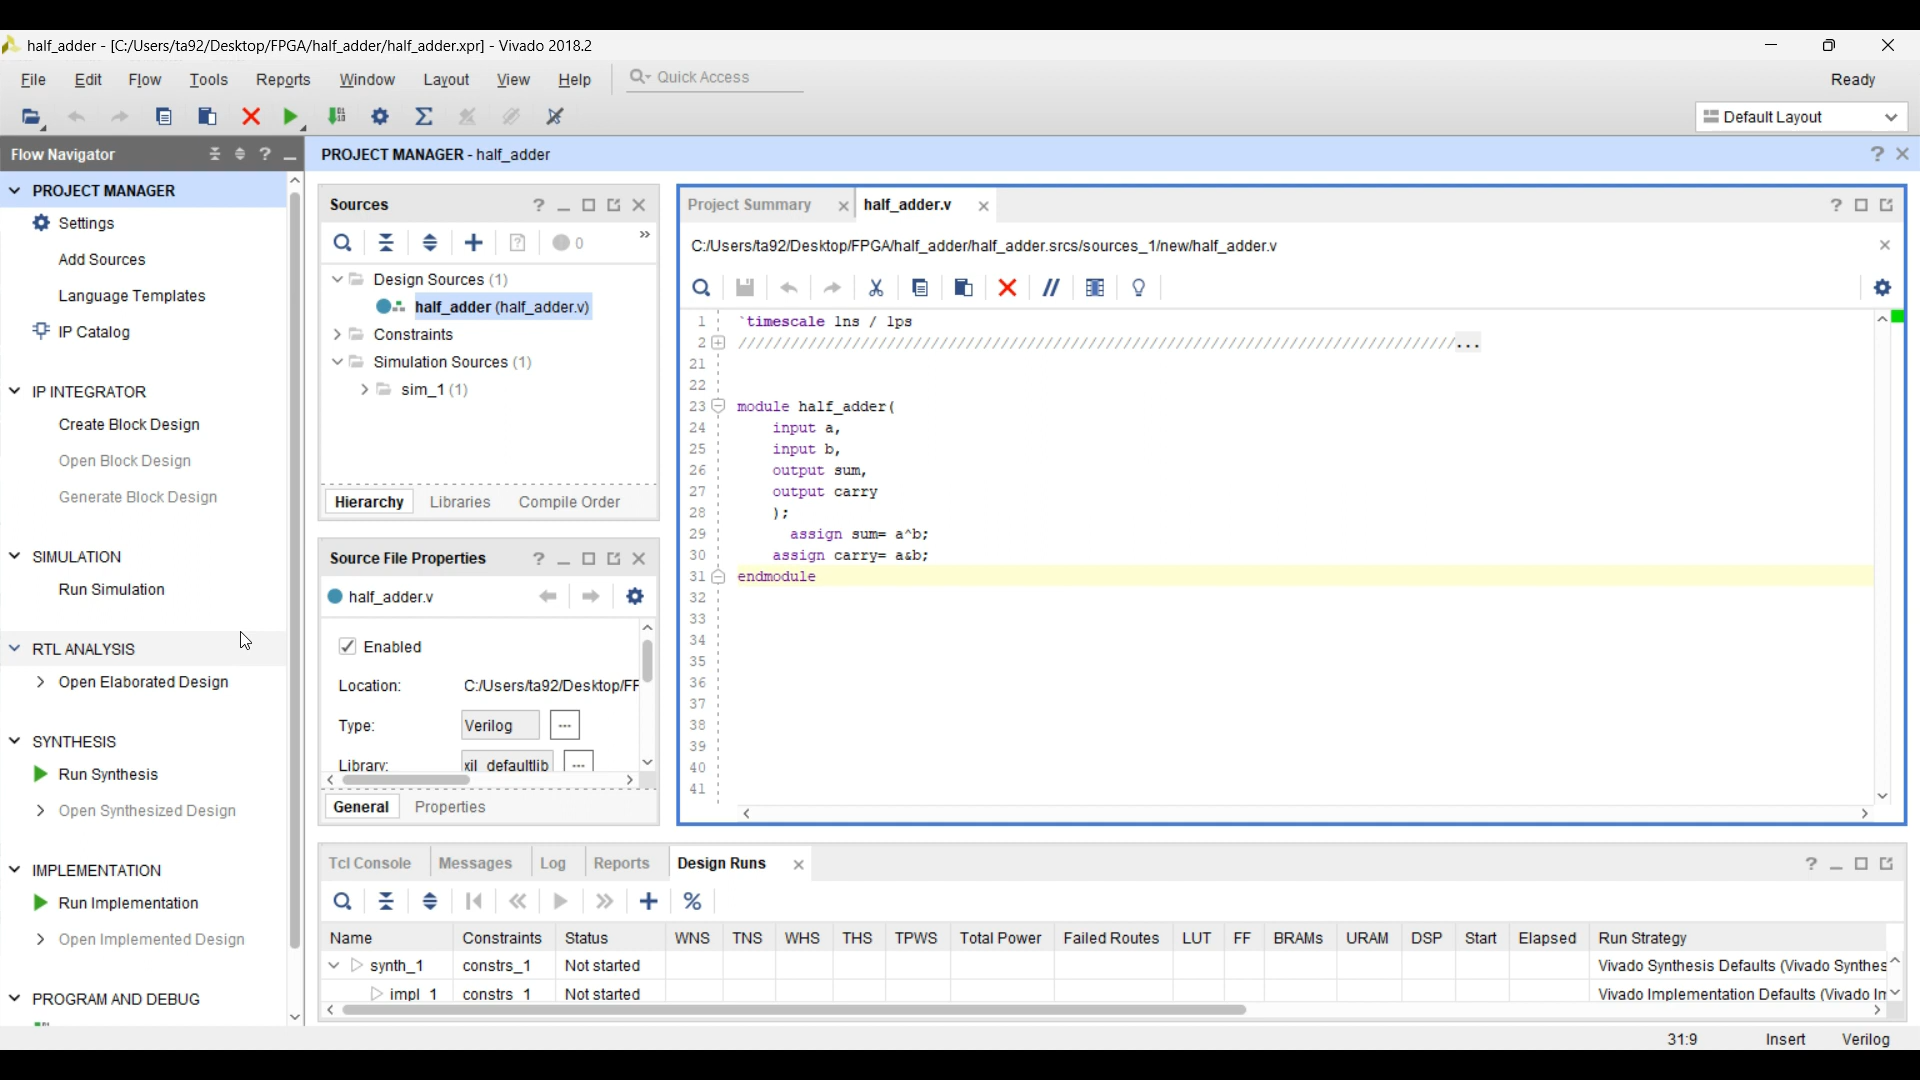 half_adder - [C:/Users/ta92/Desktop/FPGA/half_adder/half_adder.xpr] - Vivado 2018.2
File Edit Flow Tools Reports Window Layout View Help Quick Access Ready
Default Layout
Flow Navigator
PROJECT MANAGER
Settings
Add Sources
Language Templates
IP Catalog
IP INTEGRATOR
Create Block Design
Open Block Design
Generate Block Design
SIMULATION
Run Simulation
RTL ANALYSIS
Open Elaborated Design
SYNTHESIS
Run Synthesis
Open Synthesized Design
IMPLEMENTATION
Run Implementation
Open Implemented Design
PROGRAM AND DEBUG
PROJECT MANAGER - half_adder
Sources
0
Design Sources (1)
half_adder (half_adder.v)
Constraints
Simulation Sources (1)
sim_1 (1)
Hierarchy Libraries Compile Order
Source File Properties
half_adder.v
Enabled
Location: C:/Users/ta92/Desktop/FF
Type: Verilog ...
Library: xil_defaultlib ...
General Properties
Project Summary half_adder.v
C:/Users/ta92/Desktop/FPGA/half_adder/half_adder.srcs/sources_1/new/half_adder.v
1 `timescale 1ns / 1ps
2 //////////////////////////////////////////////////////////////////////////////////...
21
22
23 module half_adder(
24 input a,
25 input b,
26 output sum,
27 output carry
28 );
29 assign sum= a^b;
30 assign carry= a&b;
31 endmodule
32
33
34
35
36
37
38
39
40
41
Tcl Console Messages Log Reports Design Runs
Name Constraints Status WNS TNS WHS THS TPWS Total Power Failed Routes LUT FF BRAMs URAM DSP Start Elapsed Run Strategy
synth_1 constrs_1 Not started Vivado Synthesis Defaults (Vivado Synthes
impl_1 constrs_1 Not started Vivado Implementation Defaults (Vivado Im
31:9 Insert Verilog